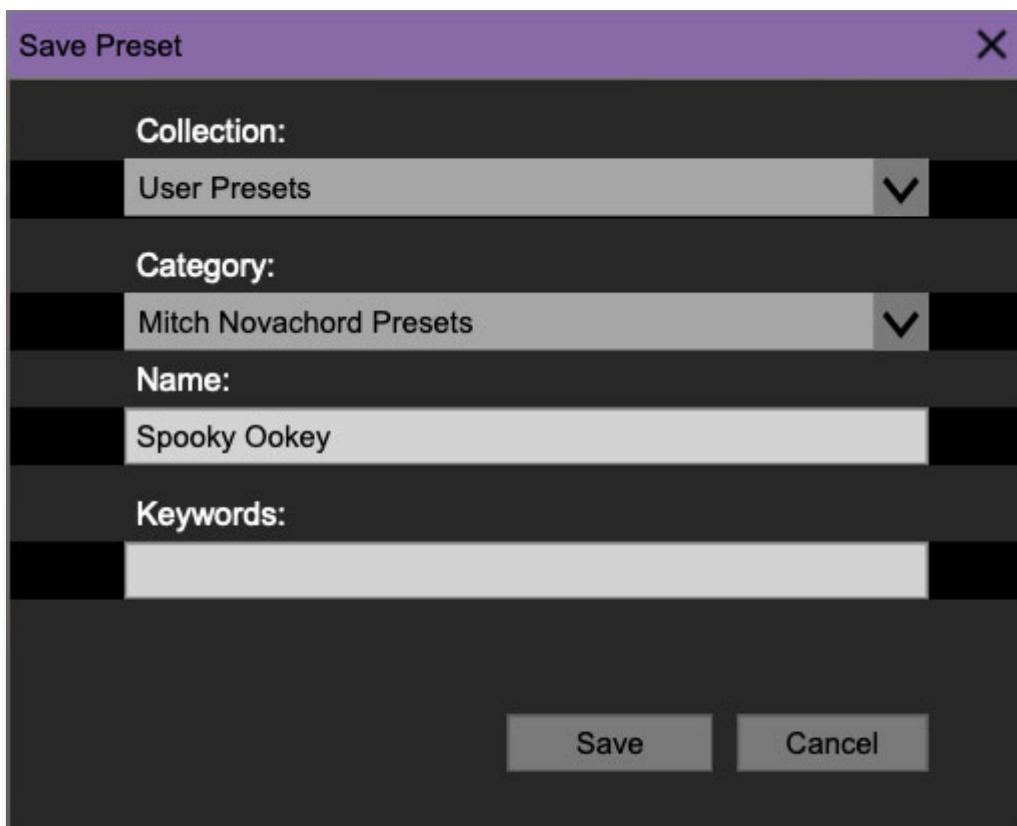 Save Preset
Collection:
User Presets
Category:
Mitch Novachord Presets
Name:
Spooky Ookey
Keywords:
Save Cancel